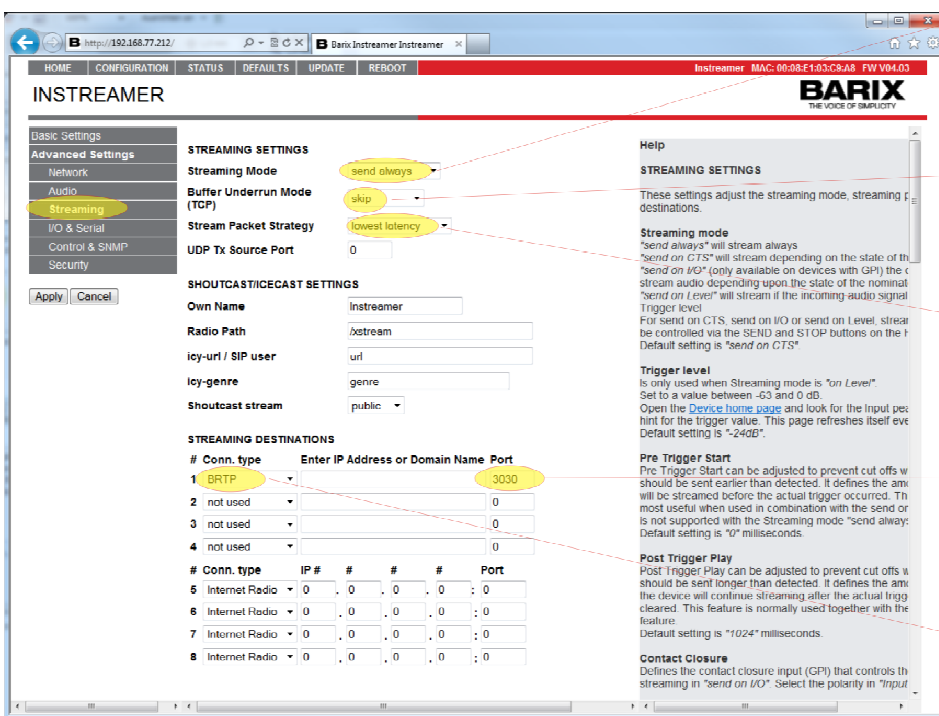 http://192.168.77.212/
Barix Instreamer Instreamer
HOME CONFIGURATION STATUS DEFAULTS UPDATE REBOOT
Instreamer MAC: 00:08:E1:03:C9:A8 FW V04.03
INSTREAMER
BARIX
THE VOICE OF SIMPLICITY
Basic Settings
Advanced Settings
Network
Audio
Streaming
I/O & Serial
Control & SNMP
Security
Apply Cancel
STREAMING SETTINGS
Streaming Mode send always
Buffer Underrun Mode (TCP) skip
Stream Packet Strategy lowest latency
UDP Tx Source Port 0
SHOUTCAST/ICECAST SETTINGS
Own Name Instreamer
Radio Path /xstream
icy-url / SIP user url
icy-genre genre
Shoutcast stream public
STREAMING DESTINATIONS
# Conn. type Enter IP Address or Domain Name Port
1 BRTP 3030
2 not used 0
3 not used 0
4 not used 0
# Conn. type IP # # # # Port
5 Internet Radio 0 . 0 . 0 . 0 : 0
6 Internet Radio 0 . 0 . 0 . 0 : 0
7 Internet Radio 0 . 0 . 0 . 0 : 0
8 Internet Radio 0 . 0 . 0 . 0 : 0
Help
STREAMING SETTINGS
These settings adjust the streaming mode, streaming
destinations.
Streaming mode
"send always" will stream always
"send on CTS" will stream depending on the state of th
"send on I/O" (only available on devices with GPI) the
stream audio depending upon the state of the nominat
"send on Level" will stream if the incoming audio signal
Trigger level
For send on CTS, send on I/O or send on Level, strear
be controlled via the SEND and STOP buttons on the
Default setting is "send on CTS".
Trigger level
Is only used when Streaming mode is "on Level".
Set to a value between -63 and 0 dB.
Open the Device home page and look for the Input pea
hint for the trigger value. This page refreshes itself eve
Default setting is "-24dB".
Pre Trigger Start
Pre Trigger Start can be adjusted to prevent cut offs w
should be sent earlier than detected. It defines the amo
will be streamed before the actual trigger occurred. Th
most useful when used in combination with the send or
is not supported with the Streaming mode "send always
Default setting is "0" milliseconds.
Post Trigger Play
Post Trigger Play can be adjusted to prevent cut offs w
should be sent longer than detected. It defines the amo
the device will continue streaming after the actual trigg
cleared. This feature is normally used together with the
feature.
Default setting is "1024" milliseconds.
Contact Closure
Defines the contact closure input (GPI) that controls th
streaming in "send on I/O". Select the polarity in "Input